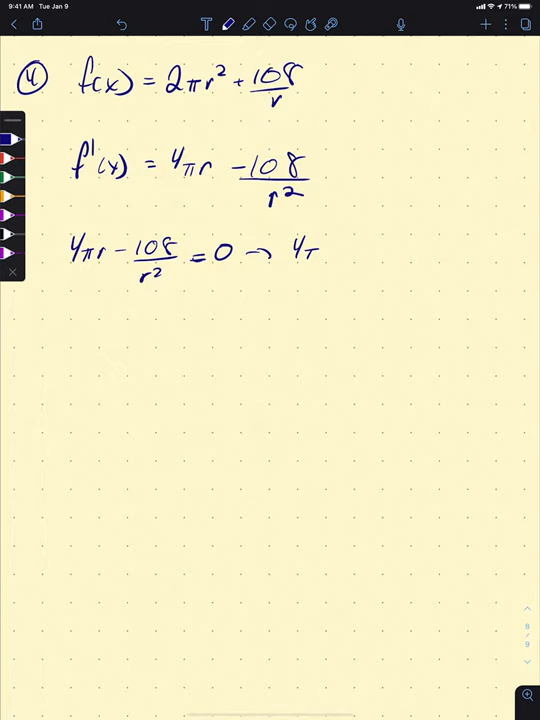 9:41 AM Tue Jan 9
71%
T
④ f(x) = 2πr² + 108/r
f'(x) = 4πr - 108/r²
4πr - 108/r² = 0 → 4π
8
/
9